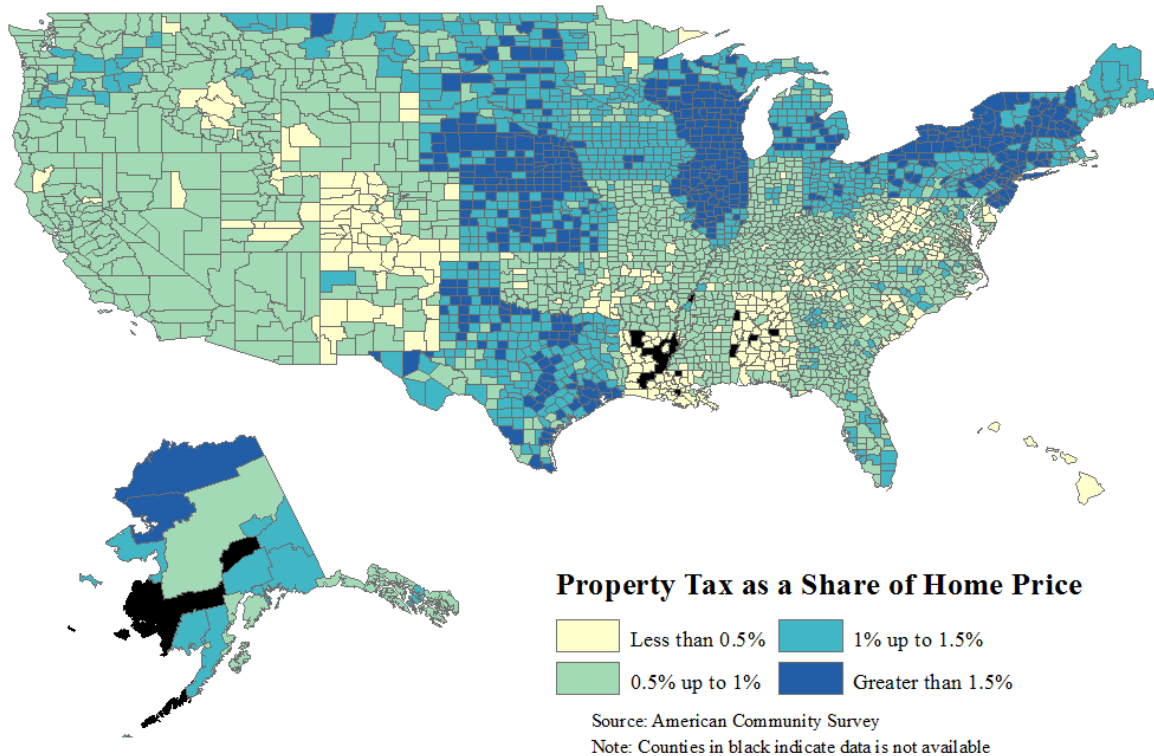 Property Tax as a Share of Home Price
Less than 0.5%
1% up to 1.5%
0.5% up to 1%
Greater than 1.5%
Source: American Community Survey
Note: Counties in black indicate data is not available